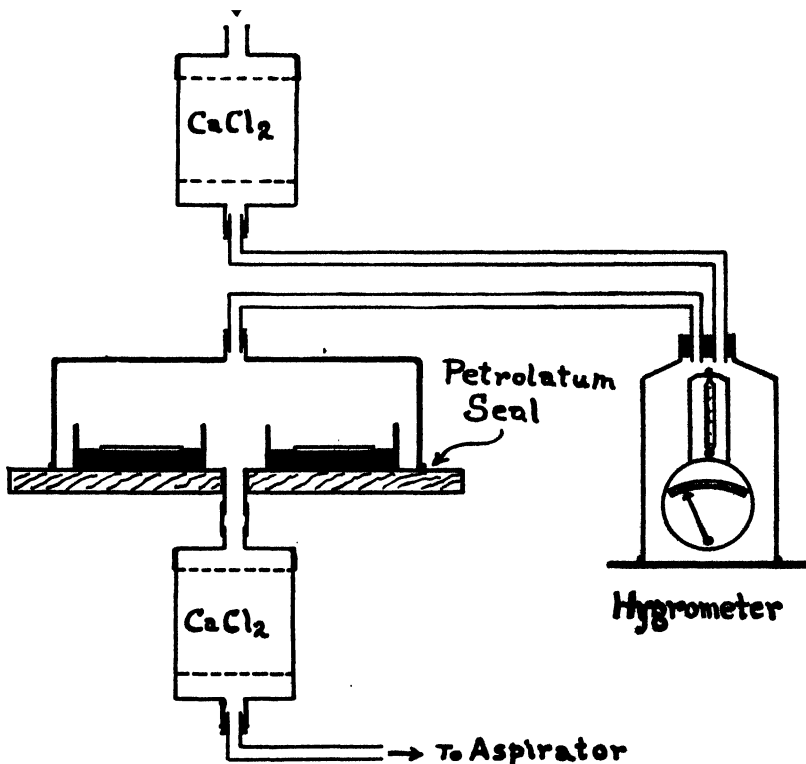 CaCl2
Petrolatum
Seal
CaCl2
Hygrometer
To Aspirator